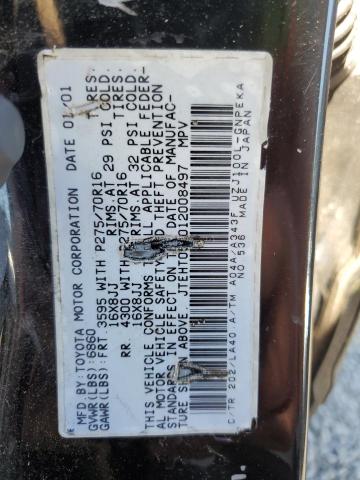 MFD BY: TOYOTA MOTOR CORPORATION DATE 01/01
GVWR(LBS):6860
GAWR(LBS):FRT 3595 WITH P275/70R16 TIRES:
16X8JJ RIMS.AT 29 PSI COLD:
RR. 4300 WITH P275/70R16 TIRES:
16X8JJ RIMS.AT 32 PSI COLD.
THIS VEHICLE CONFORMS TO ALL APPLICABLE FEDER-
AL MOTOR VEHICLE SAFETY AND THEFT PREVENTION
STANDARDS IN EFFECT ON THE DATE OF MANUFAC-
TURE SHOWN ABOVE. 12008497 MPV
C/TR 202/LA40 A/TM A04A/A343F UZJ100L-GNPEKA
NO 536 MADE IN JAPAN